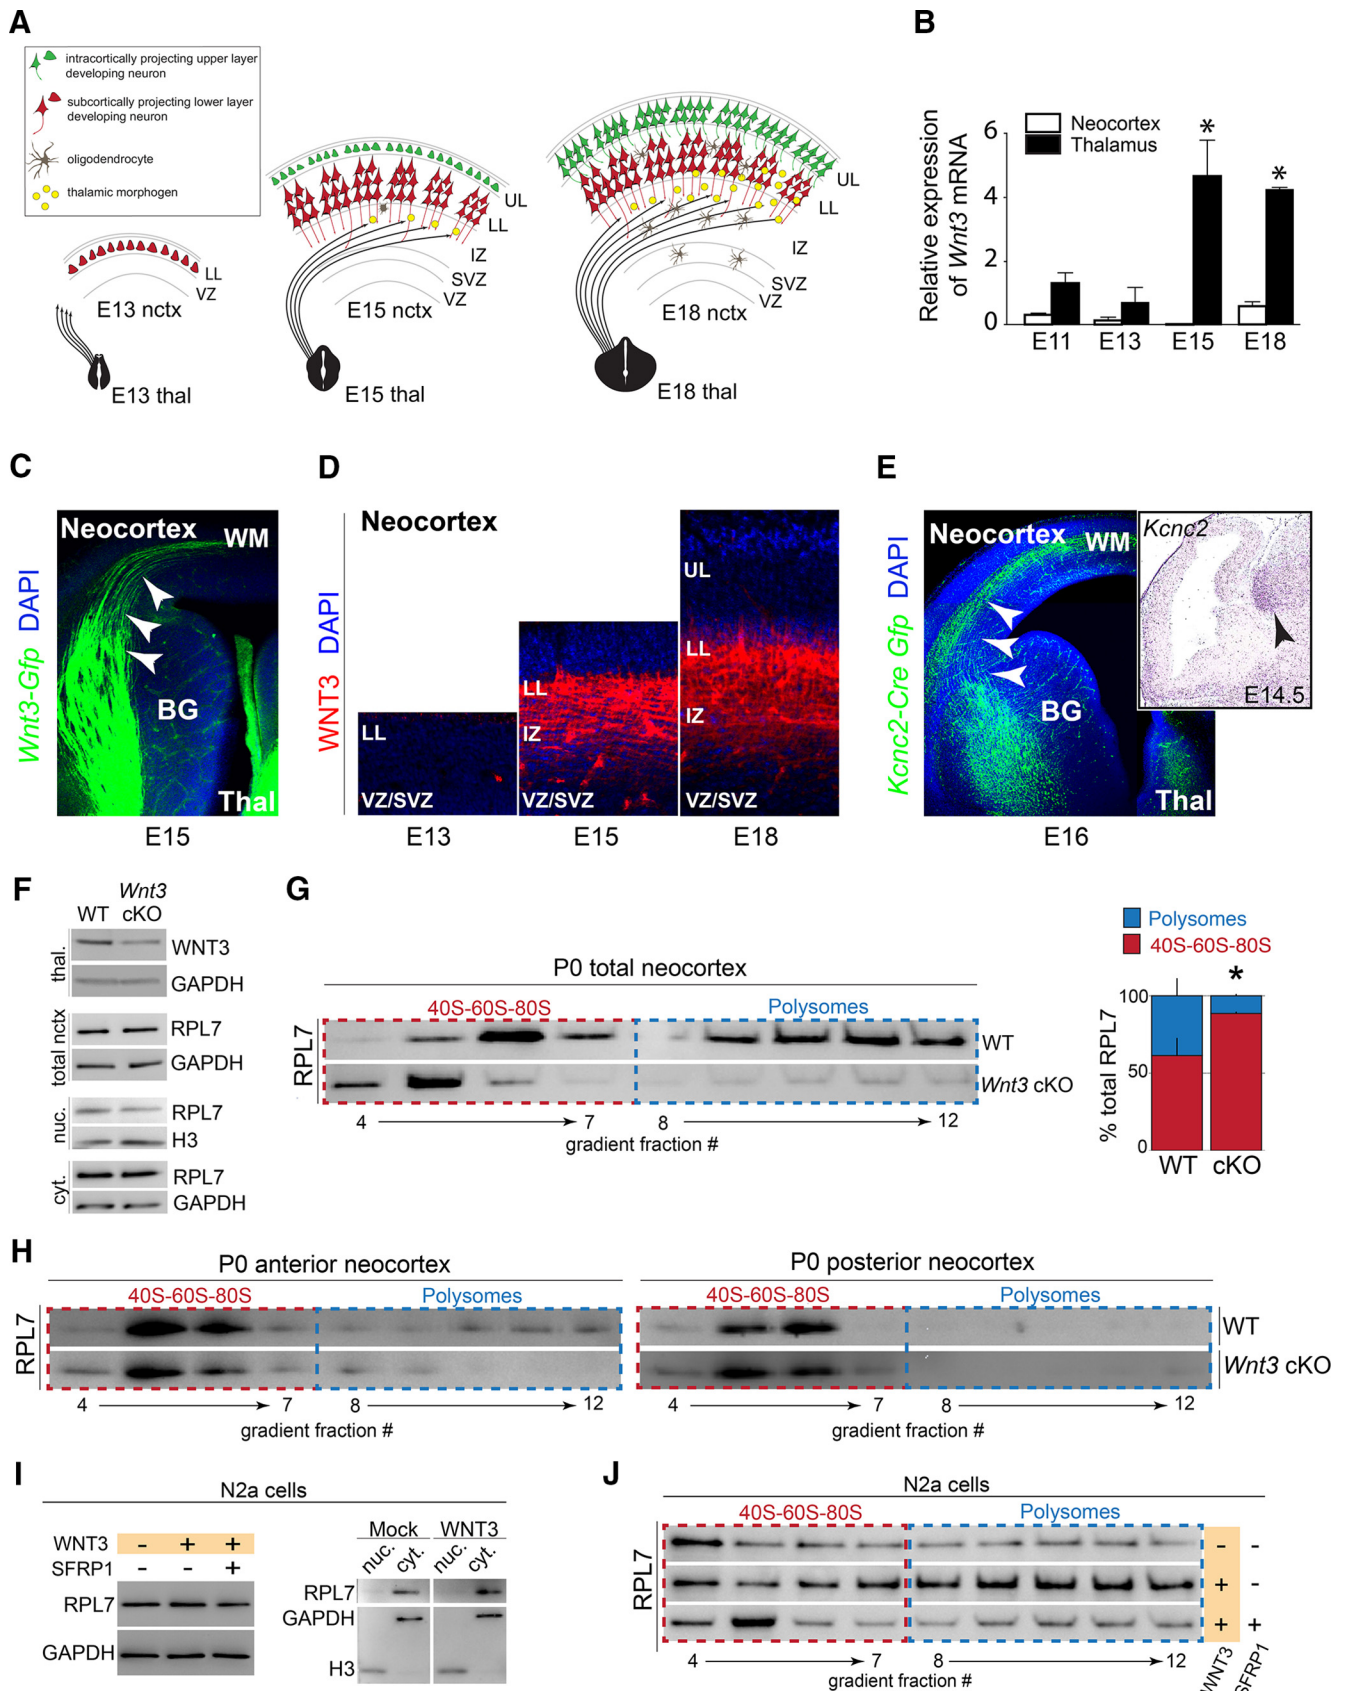 A
intracortically projecting upper layer
developing neuron
subcortically projecting lower layer
developing neuron
oligodendrocyte
thalamic morphogen
LL
VZ
E13 nctx
E13 thal
UL
LL
IZ
SVZ
VZ
E15 nctx
E15 thal
UL
LL
IZ
SVZ
VZ
E18 nctx
E18 thal
B
Relative expression
of Wnt3 mRNA
Neocortex
Thalamus
6
4
2
0
* *
E11 E13 E15 E18
C
Wnt3-Gfp DAPI
Neocortex
WM
BG
Thal
E15
D
WNT3 DAPI
Neocortex
LL
VZ/SVZ
E13
LL
IZ
VZ/SVZ
E15
UL
LL
IZ
VZ/SVZ
E18
E
Kcnc2-Cre Gfp DAPI
Neocortex
WM
BG
Thal
E16
Kcnc2
E14.5
F
Wnt3
WT cKO
thal.
WNT3
GAPDH
total nctx
RPL7
GAPDH
nuc.
RPL7
H3
cyt.
RPL7
GAPDH
G
P0 total neocortex
40S-60S-80S Polysomes
RPL7
WT
Wnt3 cKO
4 7 8 12
gradient fraction #
Polysomes
40S-60S-80S
% total RPL7
100
50
0
*
WT cKO
H
P0 anterior neocortex
40S-60S-80S Polysomes
RPL7
4 7 8 12
gradient fraction #
P0 posterior neocortex
40S-60S-80S Polysomes
WT
Wnt3 cKO
4 7 8 12
gradient fraction #
I
N2a cells
WNT3 - + +
SFRP1 - - +
RPL7
GAPDH
Mock WNT3
nuc. cyt. nuc. cyt.
RPL7
GAPDH
H3
J
N2a cells
40S-60S-80S Polysomes
RPL7
- -
+ -
+ +
4 7 8 12
gradient fraction #
WNT3
SFRP1